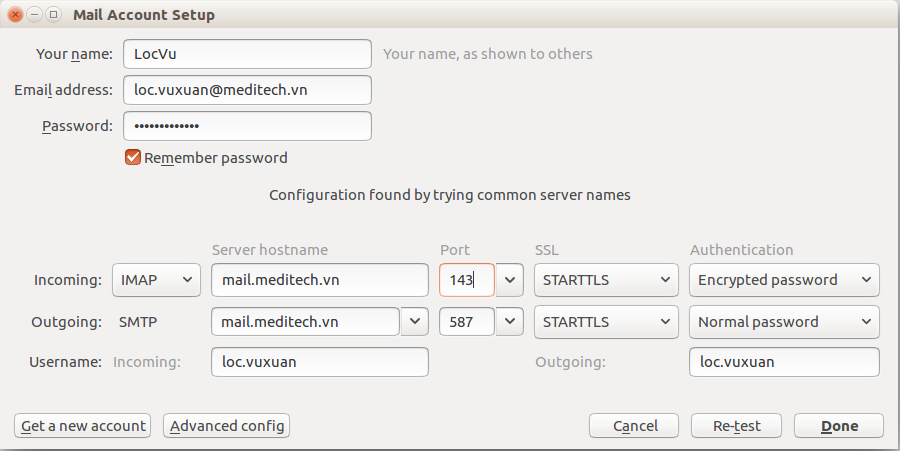 Mail Account Setup
Your name: LocVu Your name, as shown to others
Email address: loc.vuxuan@meditech.vn
Password: •••••••••••••
Remember password
Configuration found by trying common server names
Server hostname Port SSL Authentication
Incoming: IMAP mail.meditech.vn 143 STARTTLS Encrypted password
Outgoing: SMTP mail.meditech.vn 587 STARTTLS Normal password
Username: Incoming: loc.vuxuan Outgoing: loc.vuxuan
Get a new account Advanced config Cancel Re-test Done